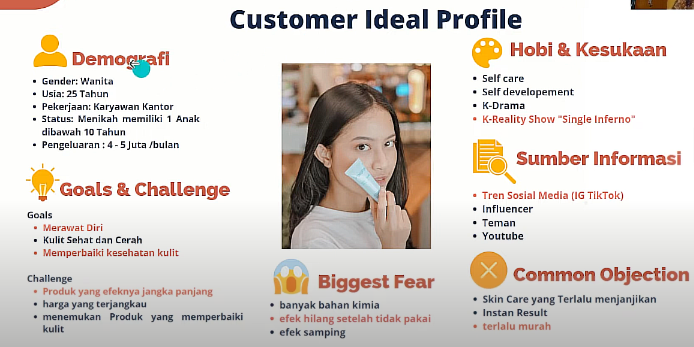 Customer Ideal Profile
Demografi
Gender: Wanita
Usia: 25 Tahun
Pekerjaan: Karyawan Kantor
Status: Menikah memiliki 1 Anak
dibawah 10 Tahun
Pengeluaran : 4 - 5 Juta /bulan
Goals & Challenge
Goals
Merawat Diri
Kulit Sehat dan Cerah
Memperbaiki kesehatan kulit
Challenge
Produk yang efeknya jangka panjang
harga yang terjangkau
menemukan Produk yang memperbaiki
kulit
Biggest Fear
banyak bahan kimia
efek hilang setelah tidak pakai
efek samping
Hobi & Kesukaan
Self care
Self developement
K-Drama
K-Reality Show "Single Inferno"
Sumber Informasi
Tren Sosial Media (IG TikTok)
Influencer
Teman
Youtube
Common Objection
Skin Care yang Terlalu menjanjikan
Instan Result
terlalu murah